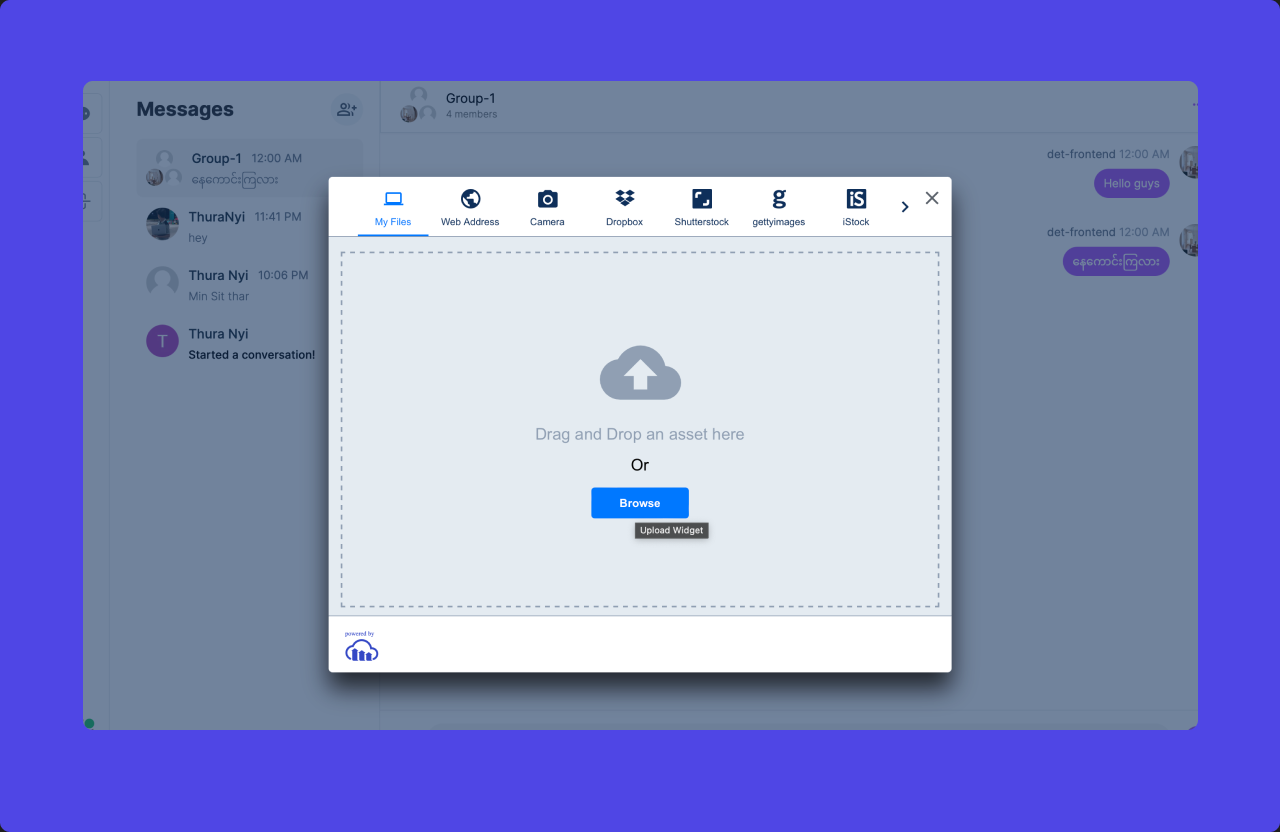 Messages
Group-1 12:00 AM
နေကောင်းကြလား
ThuraNyi 11:41 PM
hey
Thura Nyi 10:06 PM
Min Sit thar
T
Thura Nyi
Started a conversation!
Group-1
4 members
det-frontend 12:00 AM
Hello guys
det-frontend 12:00 AM
နေကောင်းကြလား
My Files
Web Address
Camera
Dropbox
Shutterstock
gettyimages
iStock
Drag and Drop an asset here
Or
Browse
Upload Widget
powered by